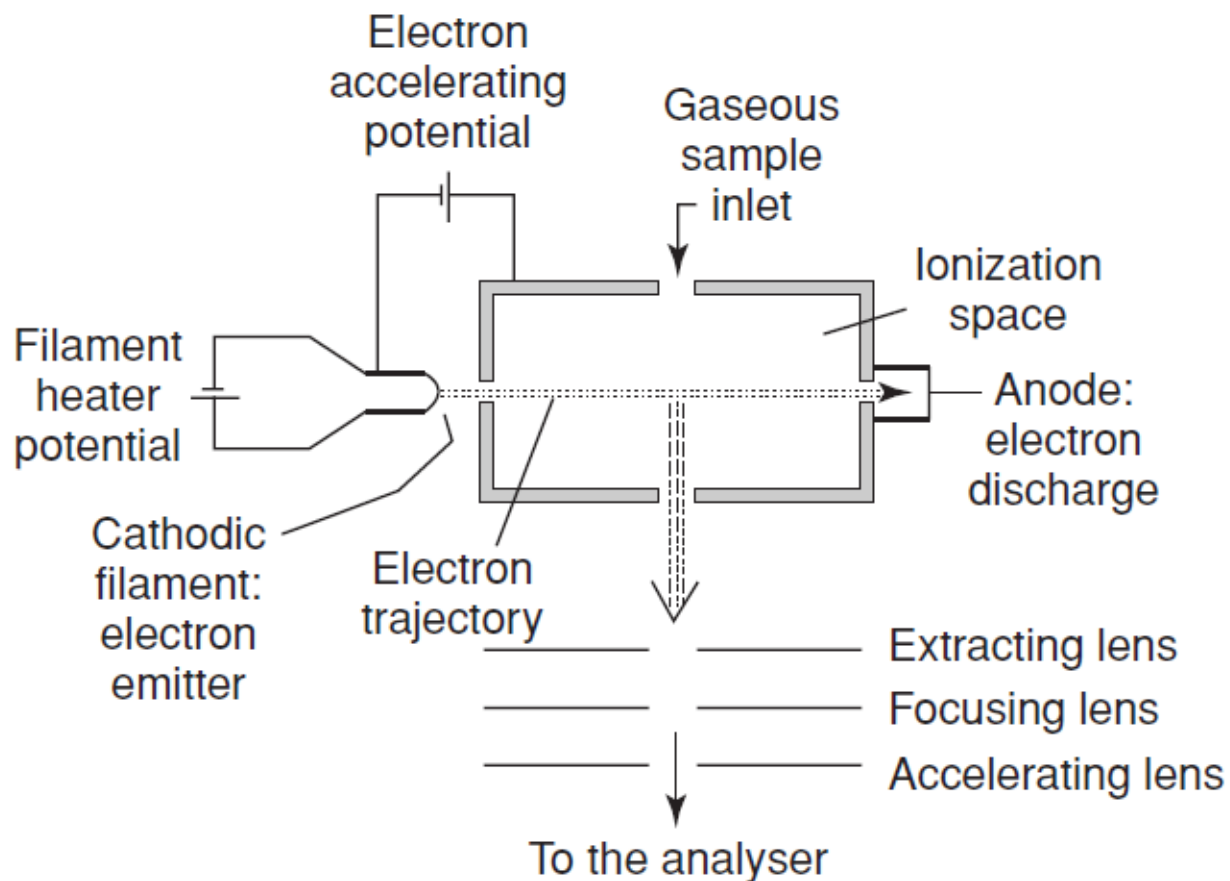 Electron
accelerating
potential
Gaseous
sample
inlet
Ionization
space
Filament
heater
potential
Anode:
electron
discharge
Cathodic
filament:
electron
emitter
Electron
trajectory
Extracting lens
Focusing lens
Accelerating lens
To the analyser